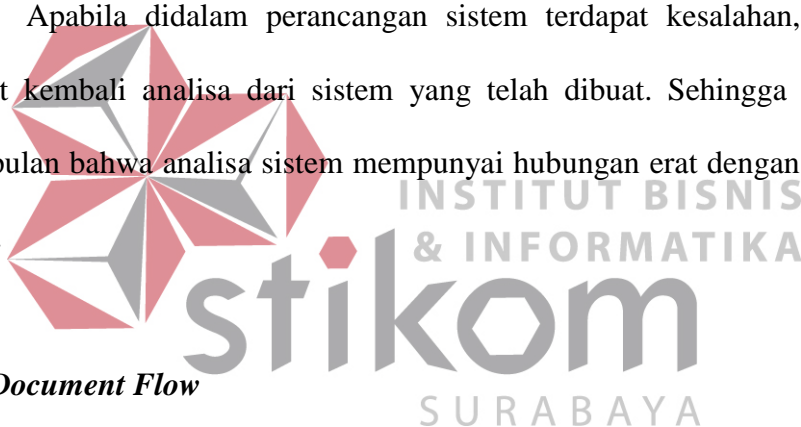 Apabila didalam perancangan sistem terdapat kesalahan,
kembali analisa dari sistem yang telah dibuat. Sehingga
bahwa analisa sistem mempunyai hubungan erat dengan
INSTITUT BISNIS
& INFORMATIKA
stikom
SURABAYA
Document Flow